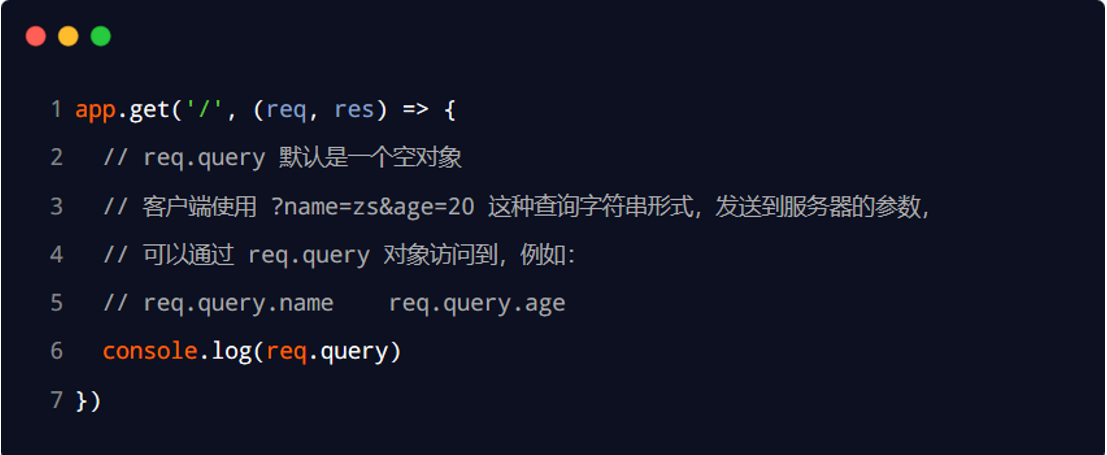 1 app.get('/', (req, res) => {
2   // req.query 默认是一个空对象
3   // 客户端使用 ?name=zs&age=20 这种查询字符串形式，发送到服务器的参数，
4   // 可以通过 req.query 对象访问到，例如：
5   // req.query.name    req.query.age
6   console.log(req.query)
7 })